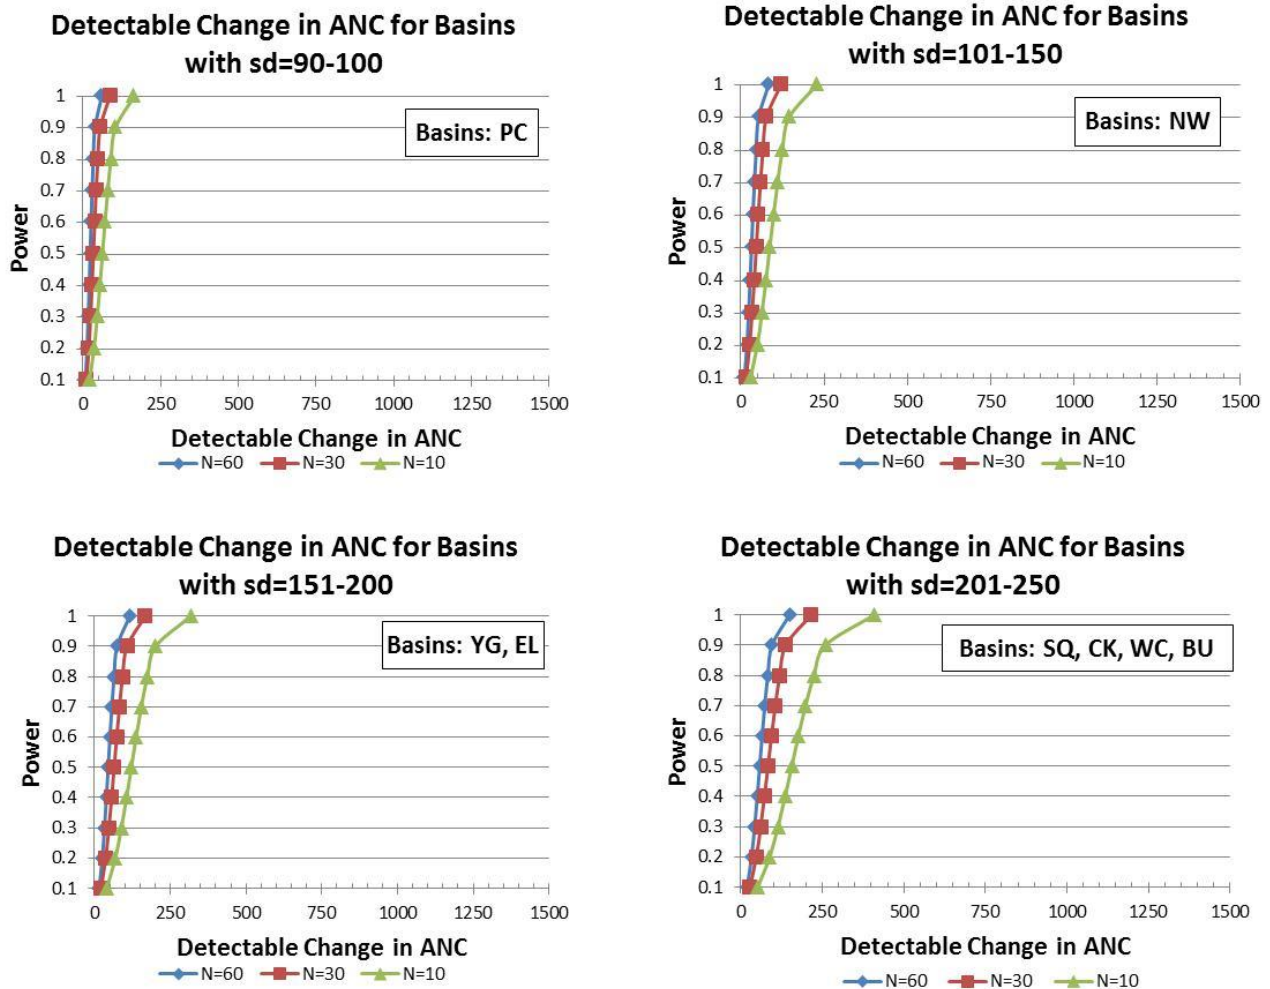 Detectable Change in ANC for Basins
with sd=90-100
Basins: PC
Power
1
0.9
0.8
0.7
0.6
0.5
0.4
0.3
0.2
0.1
0 250 500 750 1000 1250 1500
Detectable Change in ANC
N=60 N=30 N=10
Detectable Change in ANC for Basins
with sd=101-150
Basins: NW
Power
1
0.9
0.8
0.7
0.6
0.5
0.4
0.3
0.2
0.1
0 250 500 750 1000 1250 1500
Detectable Change in ANC
N=60 N=30 N=10
Detectable Change in ANC for Basins
with sd=151-200
Basins: YG, EL
Power
1
0.9
0.8
0.7
0.6
0.5
0.4
0.3
0.2
0.1
0 250 500 750 1000 1250 1500
Detectable Change in ANC
N=60 N=30 N=10
Detectable Change in ANC for Basins
with sd=201-250
Basins: SQ, CK, WC, BU
Power
1
0.9
0.8
0.7
0.6
0.5
0.4
0.3
0.2
0.1
0 250 500 750 1000 1250 1500
Detectable Change in ANC
N=60 N=30 N=10